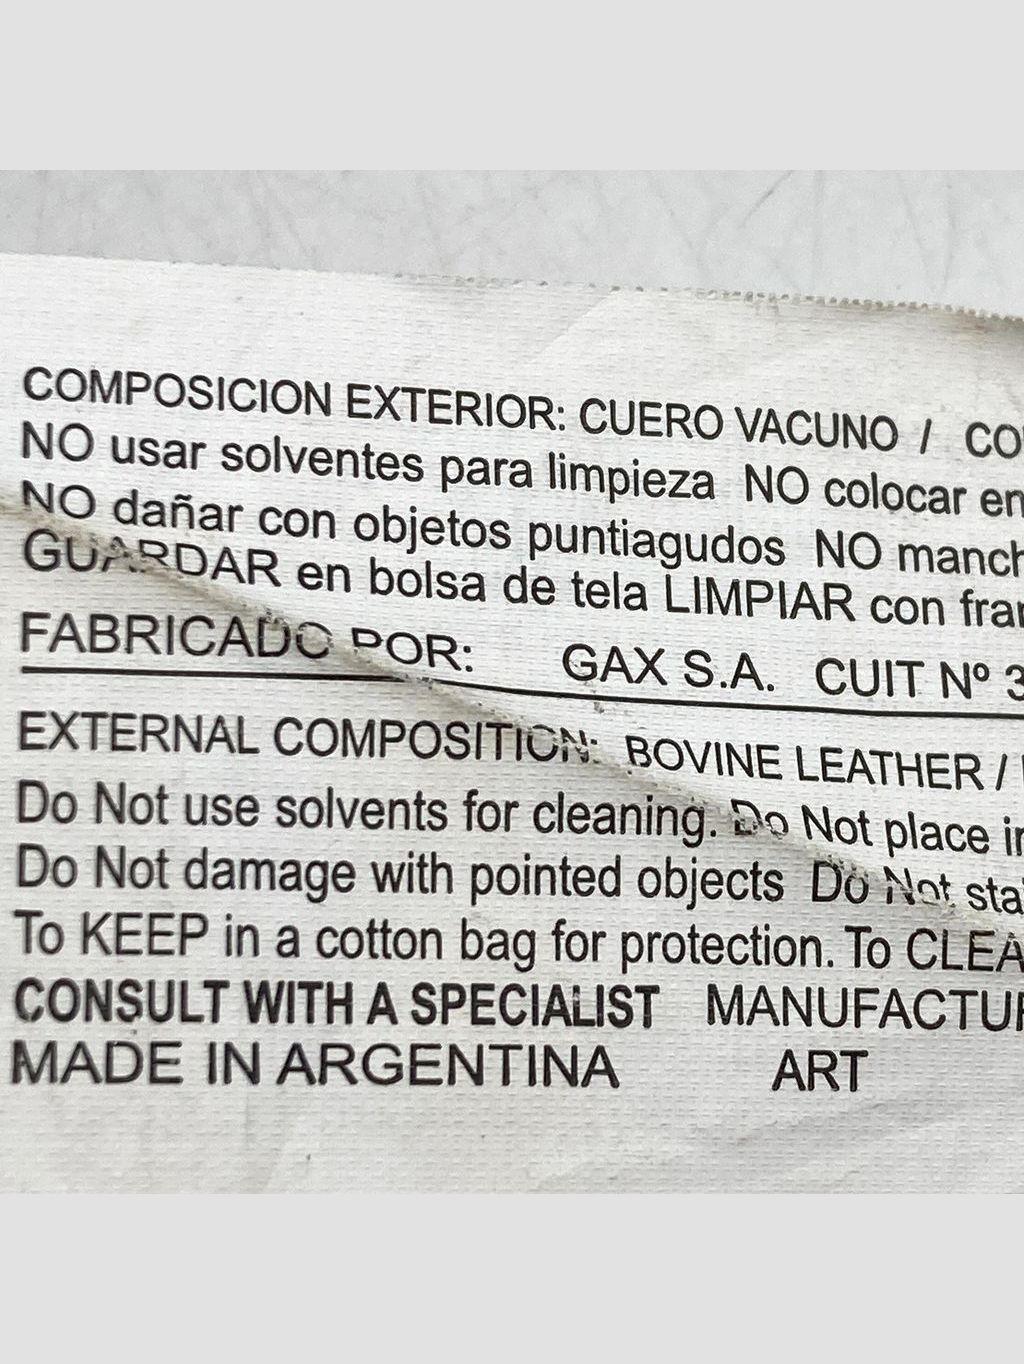 COMPOSICION EXTERIOR: CUERO VACUNO /
NO usar solventes para limpieza NO colocar en
NO dañar con objetos puntiagudos NO
GUARDAR en bolsa de tela LIMPIAR con
FABRICADO POR: GAX S.A. CUIT Nº 3
EXTERNAL COMPOSITION: BOVINE LEATHER /
Do Not use solvents for cleaning. Do Not place
Do Not damage with pointed objects Do Not
To KEEP in a cotton bag for protection. To
CONSULT WITH A SPECIALIST
MADE IN ARGENTINA ART